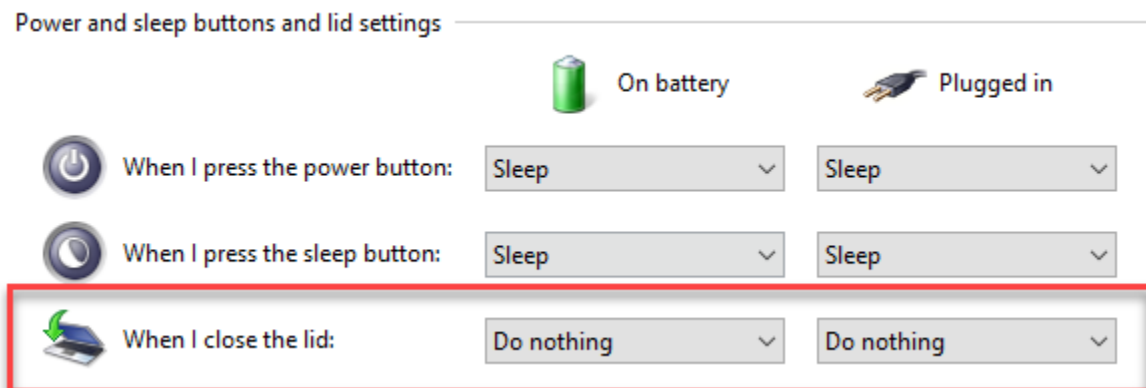 Power and sleep buttons and lid settings
On battery Plugged in
When I press the power button: Sleep Sleep
When I press the sleep button: Sleep Sleep
When I close the lid: Do nothing Do nothing